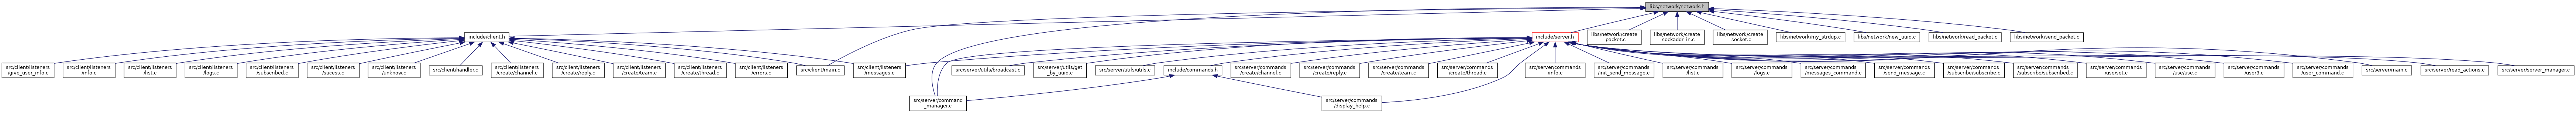 libs/network/network.h
include/client.h
include/server.h
libs/network/create
_packet.c
libs/network/create
_sockaddr_in.c
libs/network/create
_socket.c
libs/network/my_strdup.c
libs/network/new_uuid.c
libs/network/read_packet.c
libs/network/send_packet.c
src/client/listeners
/give_user_info.c
src/client/listeners
/info.c
src/client/listeners
/list.c
src/client/listeners
/logs.c
src/client/listeners
/subscribed.c
src/client/listeners
/sucess.c
src/client/listeners
/unknow.c
src/client/handler.c
src/client/listeners
/create/channel.c
src/client/listeners
/create/reply.c
src/client/listeners
/create/team.c
src/client/listeners
/create/thread.c
src/client/listeners
/errors.c
src/client/main.c
src/client/listeners
/messages.c
src/server/utils/broadcast.c
src/server/utils/get
_by_uuid.c
src/server/utils/utils.c
include/commands.h
src/server/commands
/create/channel.c
src/server/commands
/create/reply.c
src/server/commands
/create/team.c
src/server/commands
/create/thread.c
src/server/commands
/info.c
src/server/commands
/init_send_message.c
src/server/commands
/list.c
src/server/commands
/logs.c
src/server/commands
/messages_command.c
src/server/commands
/send_message.c
src/server/commands
/subscribe/subscribe.c
src/server/commands
/subscribe/subscribed.c
src/server/commands
/use/set.c
src/server/commands
/use/use.c
src/server/commands
/user3.c
src/server/commands
/user_command.c
src/server/main.c
src/server/read_actions.c
src/server/server_manager.c
src/server/command
_manager.c
src/server/commands
/display_help.c